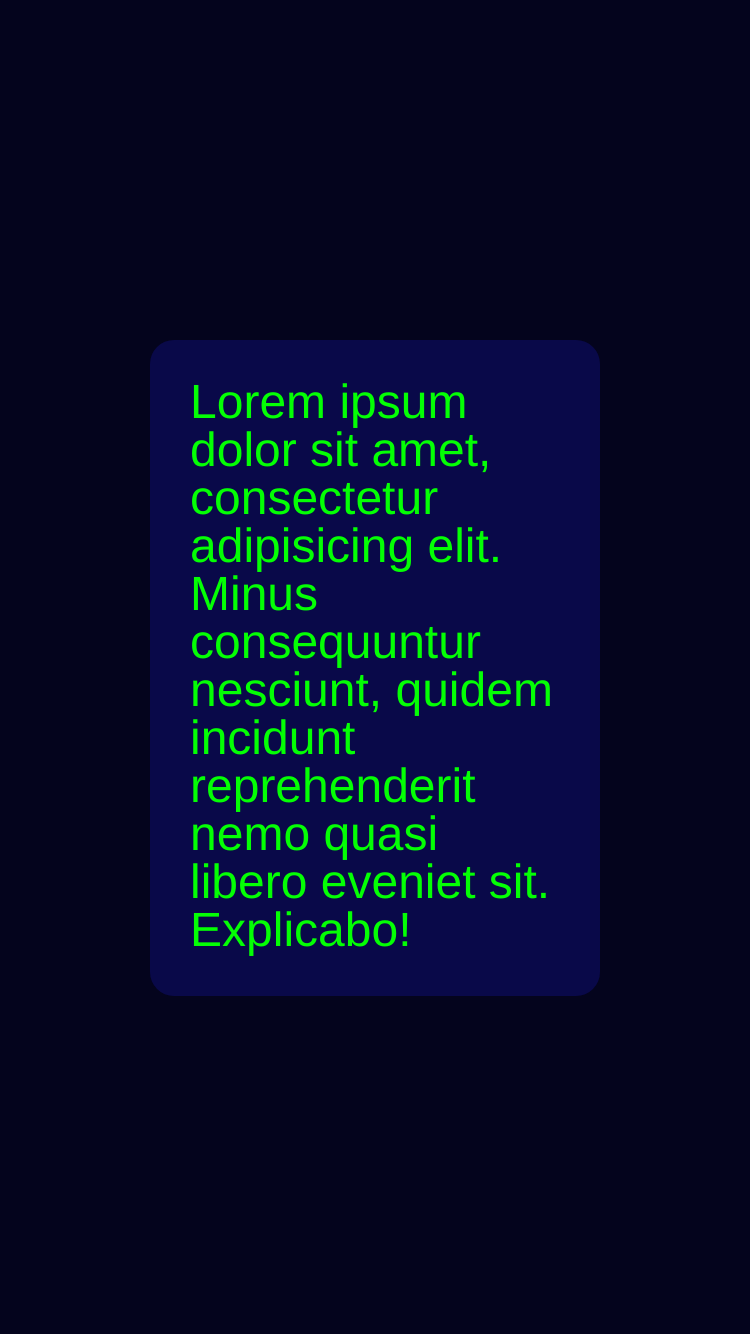 Lorem ipsum
dolor sit amet,
consectetur
adipisicing elit.
Minus
consequuntur
nesciunt, quidem
incidunt
reprehenderit
nemo quasi
libero eveniet sit.
Explicabo!